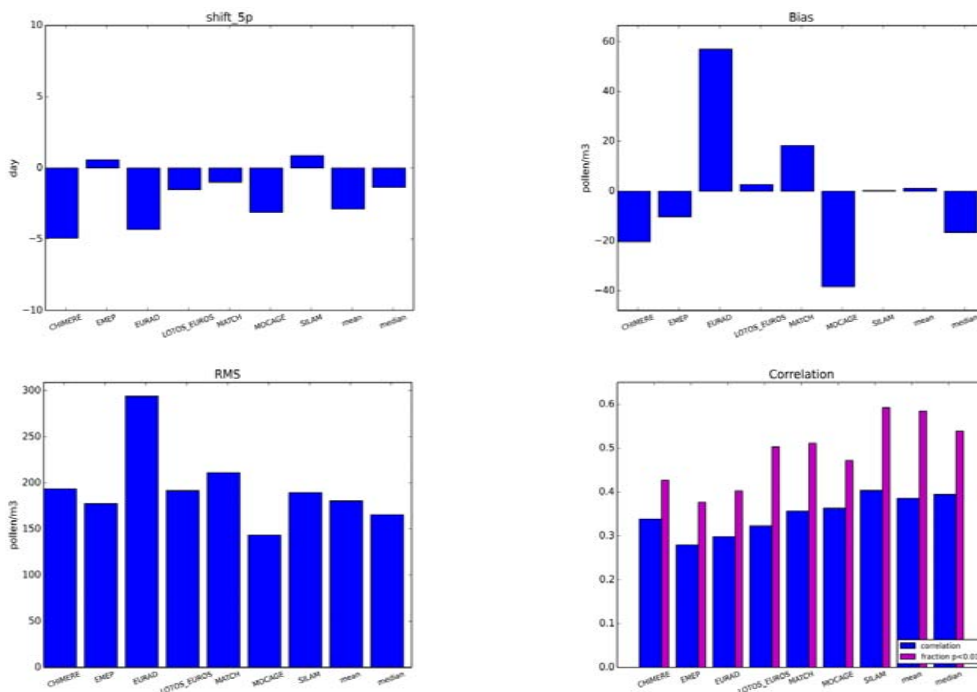 shift_5p
10
5
0
−5
−10
day
CHIMERE
EMEP
EURAD
LOTOS_EUROS
MATCH
MOCAGE
SILAM
mean
median
Bias
60
40
20
0
−20
−40
pollen/m3
CHIMERE
EMEP
EURAD
LOTOS_EUROS
MATCH
MOCAGE
SILAM
mean
median
RMS
300
250
200
150
100
50
0
pollen/m3
CHIMERE
EMEP
EURAD
LOTOS_EUROS
MATCH
MOCAGE
SILAM
mean
median
Correlation
0.6
0.5
0.4
0.3
0.2
0.1
0.0
correlation
fraction p<0.01
CHIMERE
EMEP
EURAD
LOTOS_EUROS
MATCH
MOCAGE
SILAM
mean
median